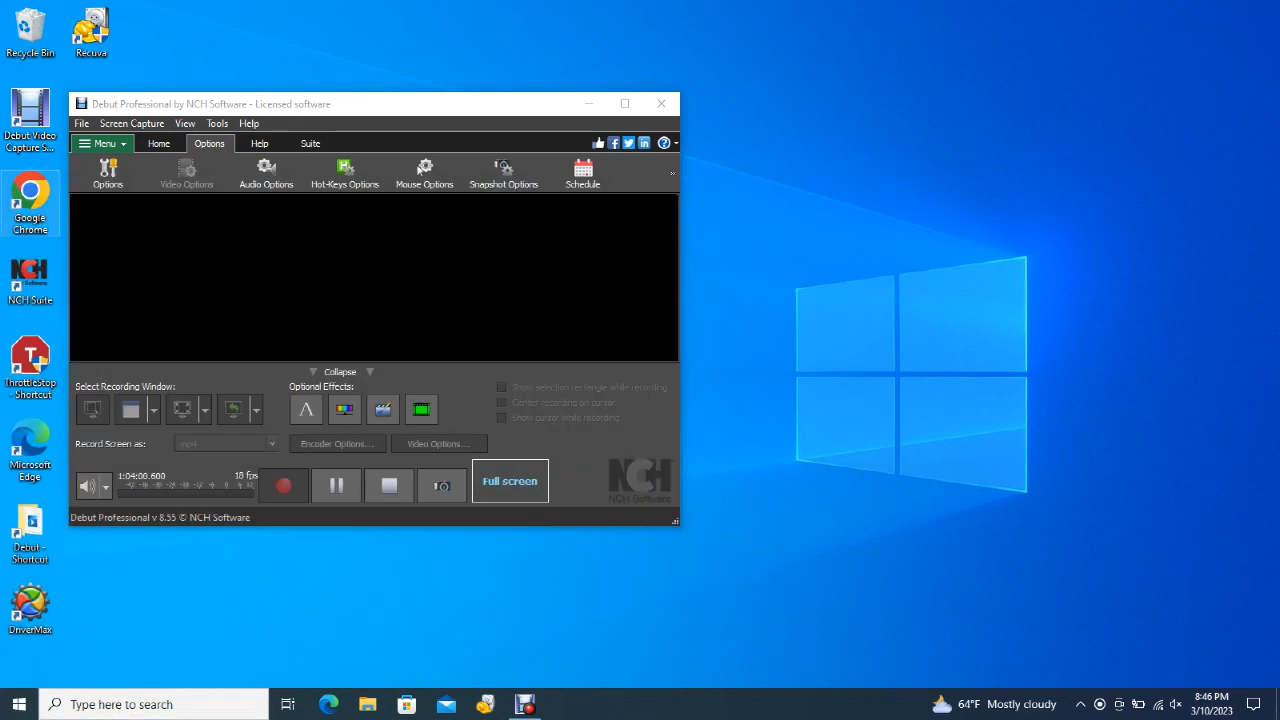 Recycle Bin
Recuva
Debut Video
Capture S...
Google
Chrome
NCH
Software
NCH Suite
T
ThrottleStop
- Shortcut
Microsoft
Edge
Debut -
Shortcut
DriverMax
Debut Professional by NCH Software - Licensed software
File Screen Capture View Tools Help
Menu Home Options Help Suite
Options Video Options Audio Options Hot-Keys Options Mouse Options Snapshot Options Schedule
Collapse
Select Recording Window: Optional Effects:
Show selection rectangle while recording
Center recording on cursor
Show cursor while recording
Record Screen as: mp4 Encoder Options... Video Options...
1:04:00.600 18 fps
Full screen
NCH
NCH Software
Debut Professional v 8.55 © NCH Software
Type here to search
64°F Mostly cloudy
8:46 PM
3/10/2023